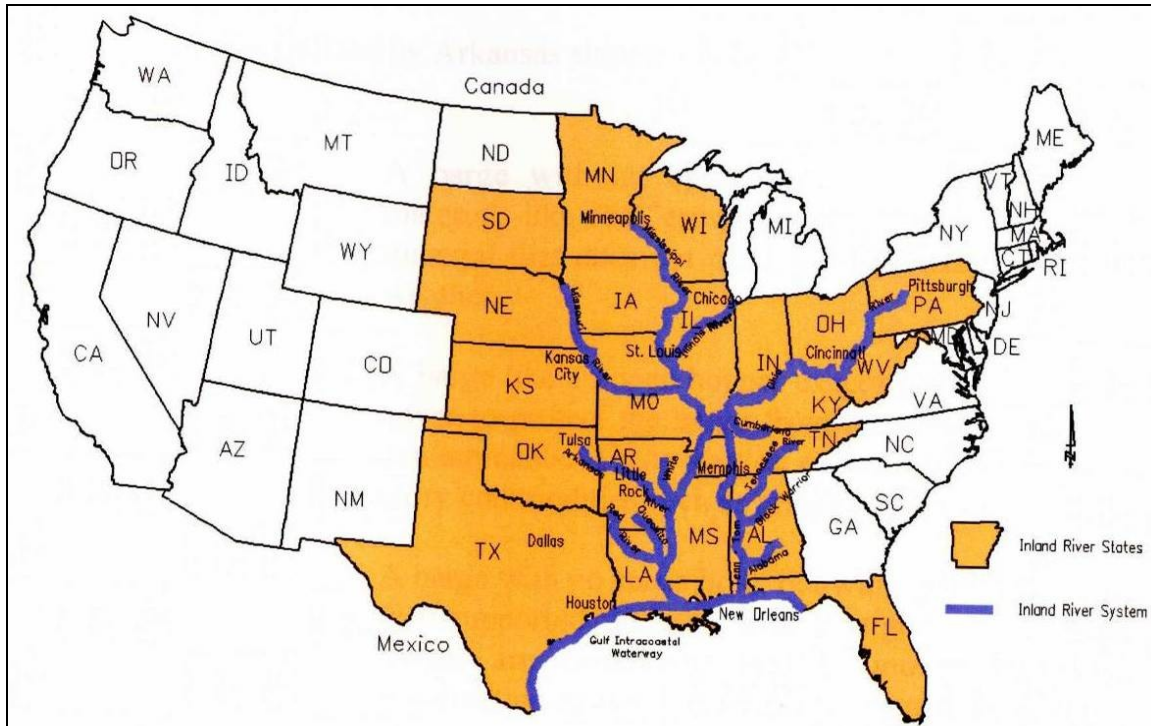 WA
Canada
MT
ND
ME
OR
ID
MN
VT
NH
SD
Minneapolis
WI
Mississippi
River
MI
NY
MA
CT
RI
WY
IA
Chicago
IL
Illinois River
Pittsburgh
PA
River
NJ
NE
Missouri
River
OH
MD
DE
NV
UT
CO
St. Louis
IN
Cincinnati
Ohio
WV
Kansas
City
KS
MO
KY
VA
CA
Cumberland
TN
NC
AZ
NM
OK
Tulsa
Arkansas
River
AR
Little
Rock
White
Memphis
Tennessee
River
SC
Black Warrior
Ouachita
Red
River
TX
Dallas
MS
Tenn Tom
AL
Alabama
GA
LA
Inland River States
Houston
New Orleans
FL
Inland River System
Mexico
Gulf Intracoastal
Waterway
N